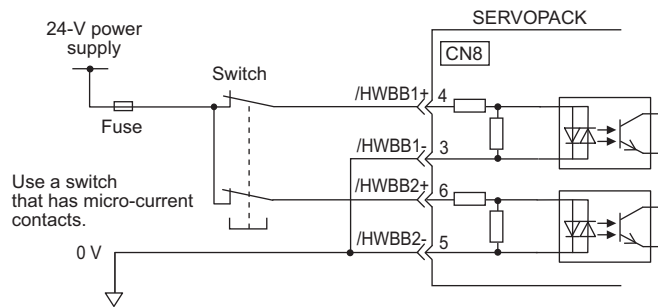 SERVOPACK
24-V power
supply
CN8
Switch
/HWBB1+ 4
Fuse
/HWBB1- 3
Use a switch
that has micro-current
contacts.
/HWBB2+ 6
0 V
/HWBB2- 5